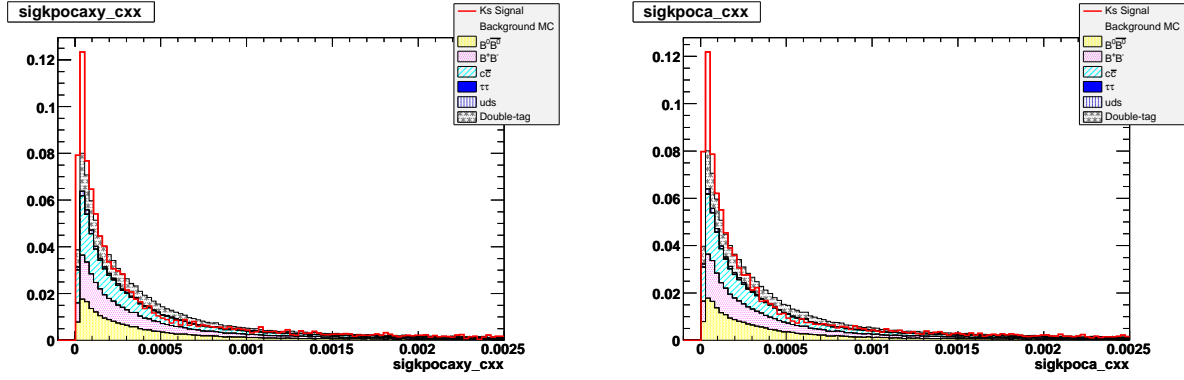 sigkpocaxy_cxx
Ks Signal
Background MC
B⁰B̅⁰
B⁺B⁻
cc̅
ττ
uds
Double-tag
0.12
0.1
0.08
0.06
0.04
0.02
0
0 0.0005 0.001 0.0015 0.002 0.0025
sigkpocaxy_cxx
sigkpoca_cxx
Ks Signal
Background MC
B⁰B̅⁰
B⁺B⁻
cc̅
ττ
uds
Double-tag
0.12
0.1
0.08
0.06
0.04
0.02
0
0 0.0005 0.001 0.0015 0.002 0.0025
sigkpoca_cxx